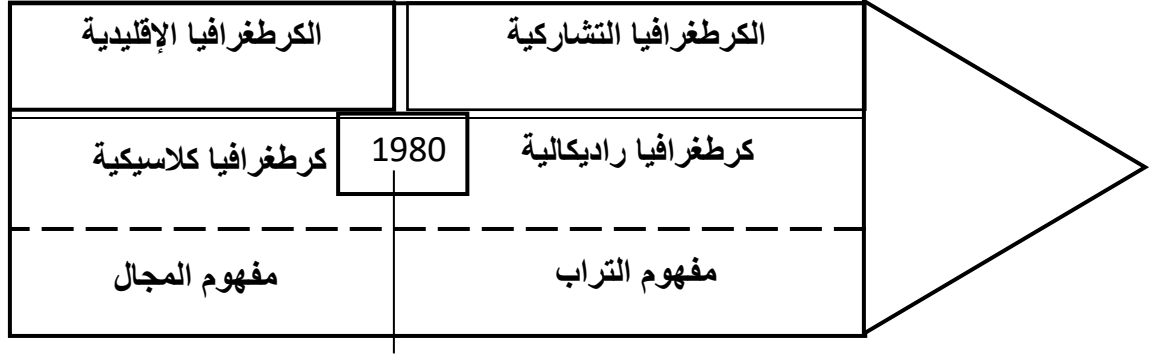 الكرطغرافيا التشاركية
الكرطغرافيا الإقليدية
كرطغرافيا راديكالية
1980
كرطغرافيا كلاسيكية
مفهوم التراب
مفهوم المجال